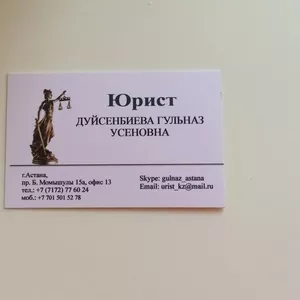 Юрист
ДУЙСЕНБИЕВА ГУЛЬНАЗ
УСЕНОВНА
г.Астана,
пр. Б. Момышулы 15а, офис 13
тел.: +7 (7172) 77 60 24
моб.: +7 701 501 52 78
Skype: gulnaz_astana
Email: urist_kz@mail.ru